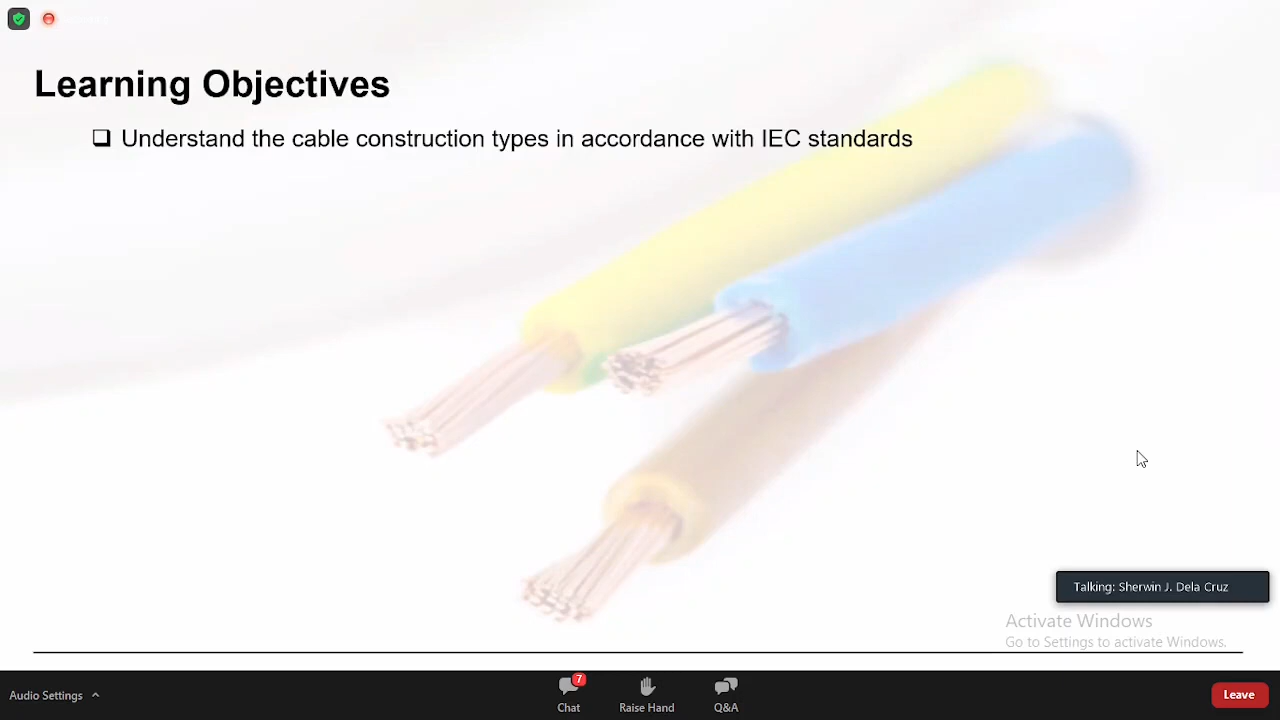 Learning Objectives
❑ Understand the cable construction types in accordance with IEC standards
Talking: Sherwin J. Dela Cruz
Activate Windows
Go to Settings to activate Windows.
Audio Settings
7
Chat
Raise Hand
Q&A
Leave